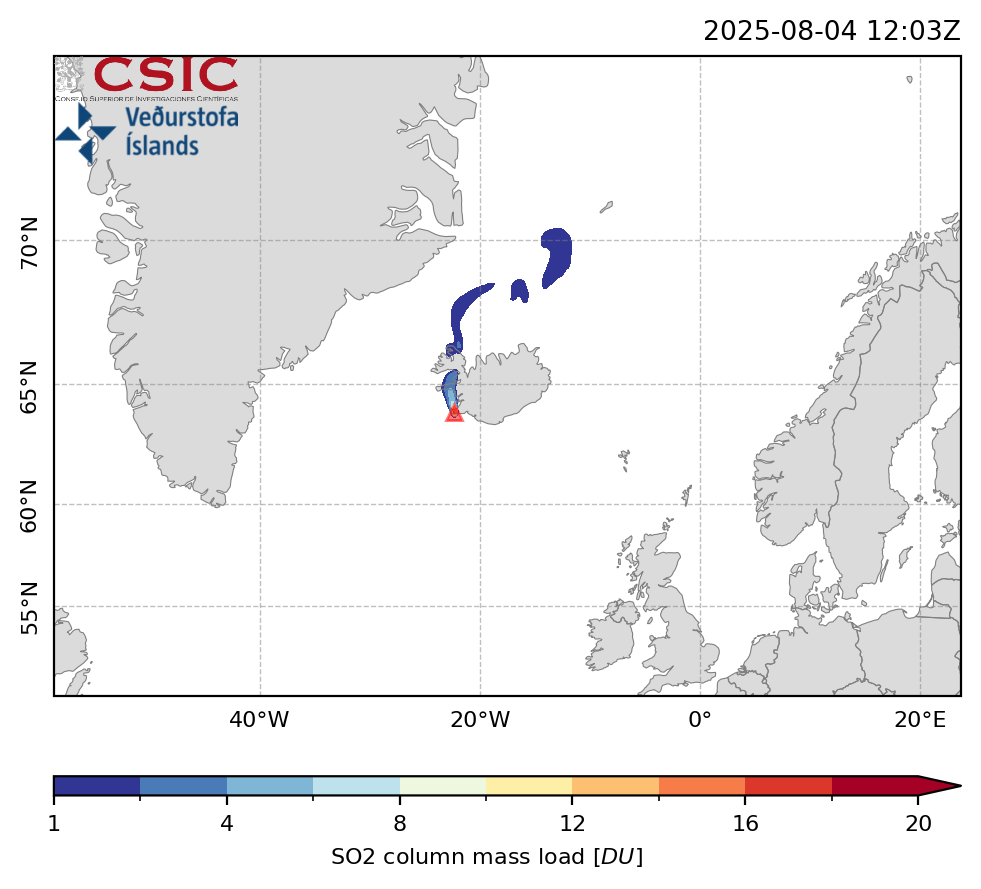 2025-08-04 12:03Z
CSIC
CONSEJO SUPERIOR DE INVESTIGACIONES CIENTÍFICAS
Veðurstofa
Íslands
70°N
65°N
60°N
55°N
40°W 20°W 0° 20°E
1 4 8 12 16 20
SO2 column mass load [DU]